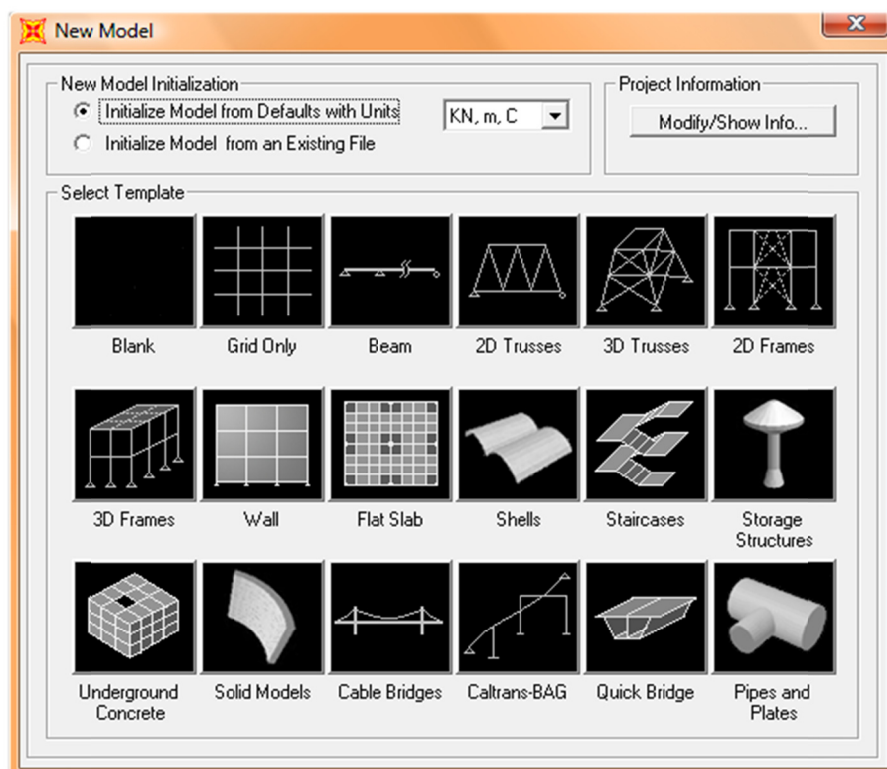 New Model
New Model Initialization
Initialize Model from Defaults with Units
KN, m, C
Initialize Model from an Existing File
Project Information
Modify/Show Info...
Select Template
Blank
Grid Only
Beam
2D Trusses
3D Trusses
2D Frames
3D Frames
Wall
Flat Slab
Shells
Staircases
Storage
Structures
Underground
Concrete
Solid Models
Cable Bridges
Caltrans-BAG
Quick Bridge
Pipes and
Plates